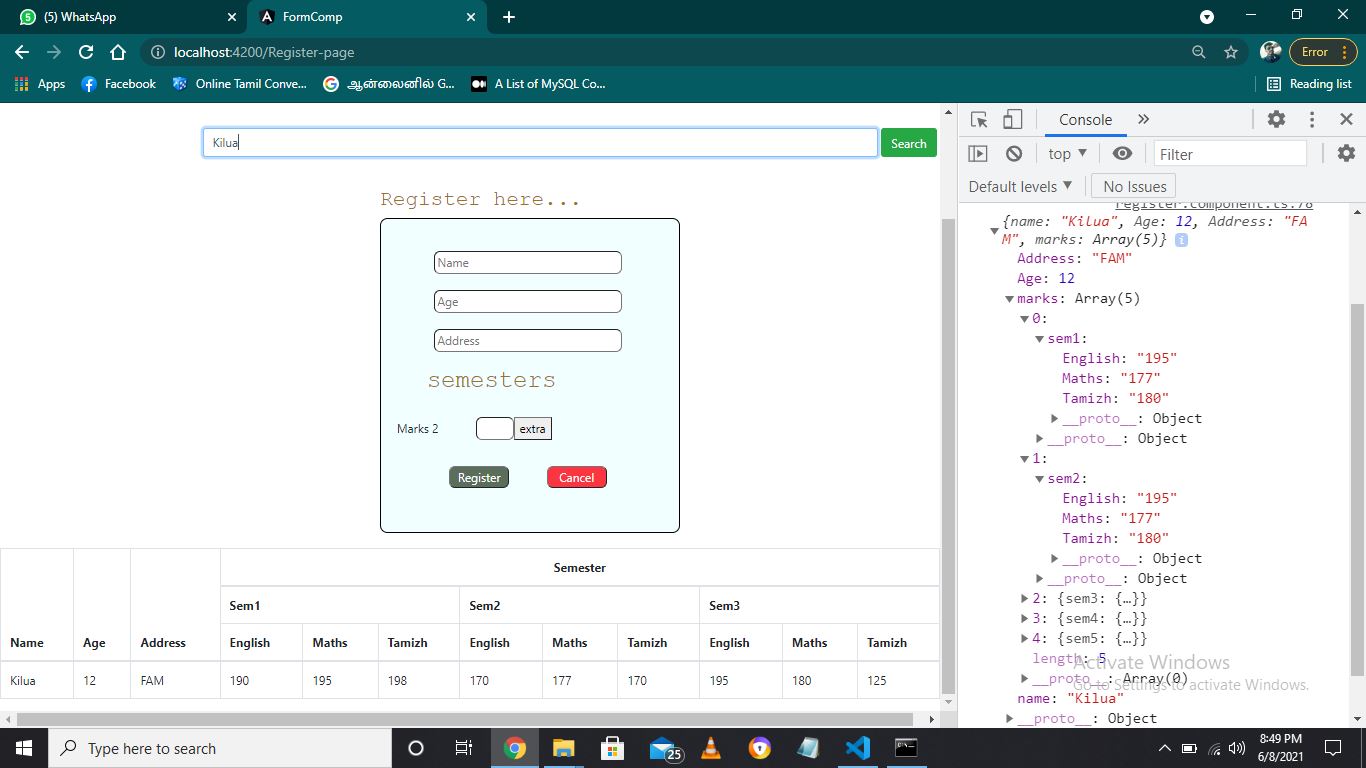 (5) WhatsApp
FormComp
localhost:4200/Register-page
Error
Apps
Facebook
Online Tamil Conve...
ஆன்லைனில் G...
A List of MySQL Co...
Reading list
Kilua
Search
Register here...
Name
Age
Address
semesters
Marks 2
extra
Register
Cancel
Semester
Sem1 Sem2 Sem3
Name Age Address English Maths Tamizh English Maths Tamizh English Maths Tamizh
Kilua 12 FAM 190 195 198 170 177 170 195 180 125
Console
top
Filter
Default levels
No Issues
register.component.ts:76
{name: "Kilua", Age: 12, Address: "FA
M", marks: Array(5)}
Address: "FAM"
Age: 12
marks: Array(5)
0:
sem1:
English: "195"
Maths: "177"
Tamizh: "180"
__proto__: Object
__proto__: Object
1:
sem2:
English: "195"
Maths: "177"
Tamizh: "180"
__proto__: Object
__proto__: Object
2: {sem3: {…}}
3: {sem4: {…}}
4: {sem5: {…}}
length: 5
__proto__: Array(0)
name: "Kilua"
__proto__: Object
Activate Windows
Go to Settings to activate Windows.
Type here to search
25
8:49 PM
6/8/2021